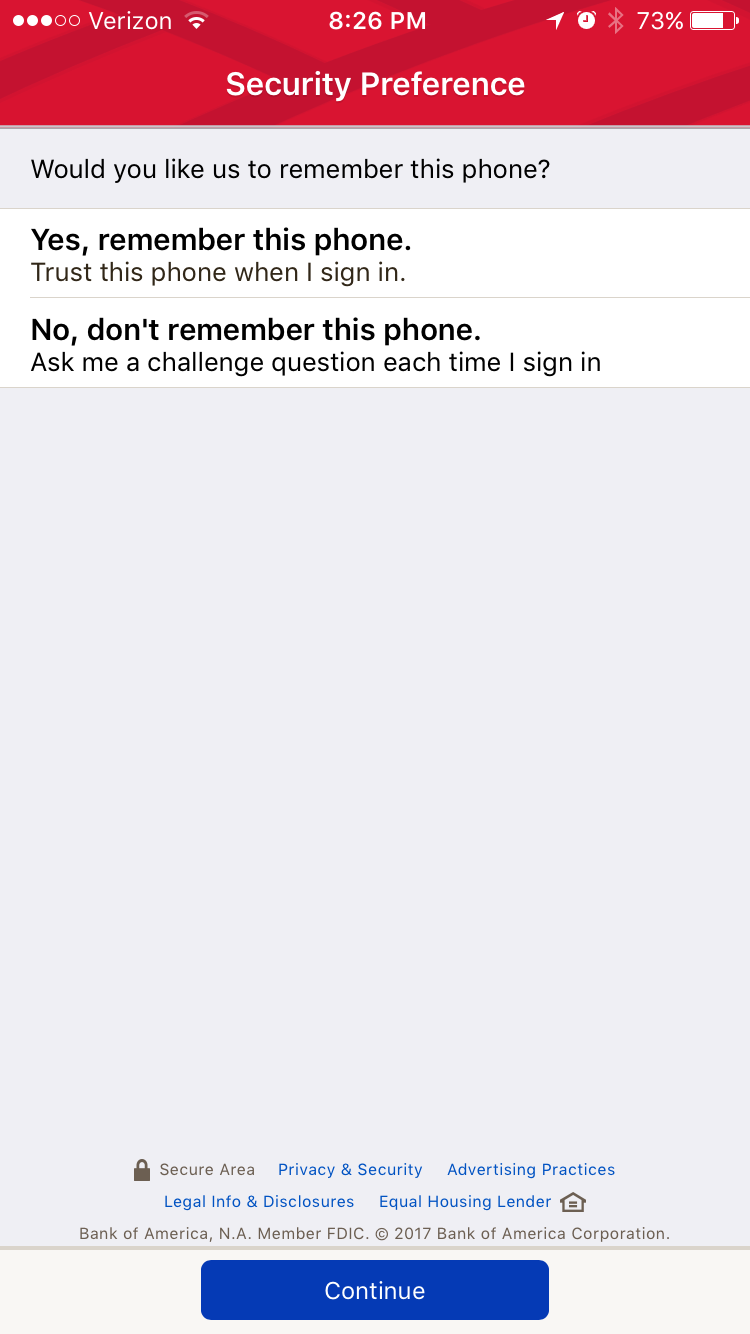 Verizon 8:26 PM 73%
Security Preference
Would you like us to remember this phone?
Yes, remember this phone.
Trust this phone when I sign in.
No, don't remember this phone.
Ask me a challenge question each time I sign in
Secure Area Privacy & Security Advertising Practices
Legal Info & Disclosures Equal Housing Lender
Bank of America, N.A. Member FDIC. © 2017 Bank of America Corporation.
Continue